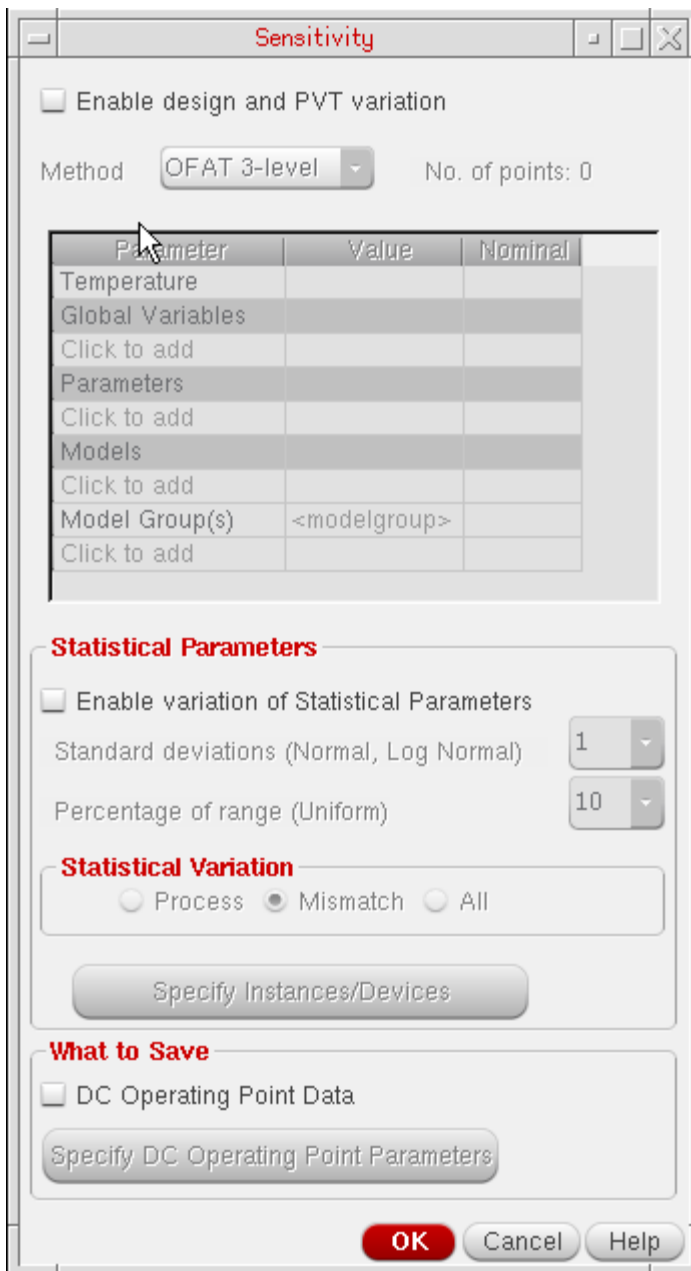 Sensitivity
Enable design and PVT variation
Method OFAT 3-level No. of points: 0
Parameter Value Nominal
Temperature
Global Variables
Click to add
Parameters
Click to add
Models
Click to add
Model Group(s) <modelgroup>
Click to add
Statistical Parameters
Enable variation of Statistical Parameters
Standard deviations (Normal, Log Normal) 1
Percentage of range (Uniform) 10
Statistical Variation
Process Mismatch All
Specify Instances/Devices
What to Save
DC Operating Point Data
Specify DC Operating Point Parameters
OK Cancel Help